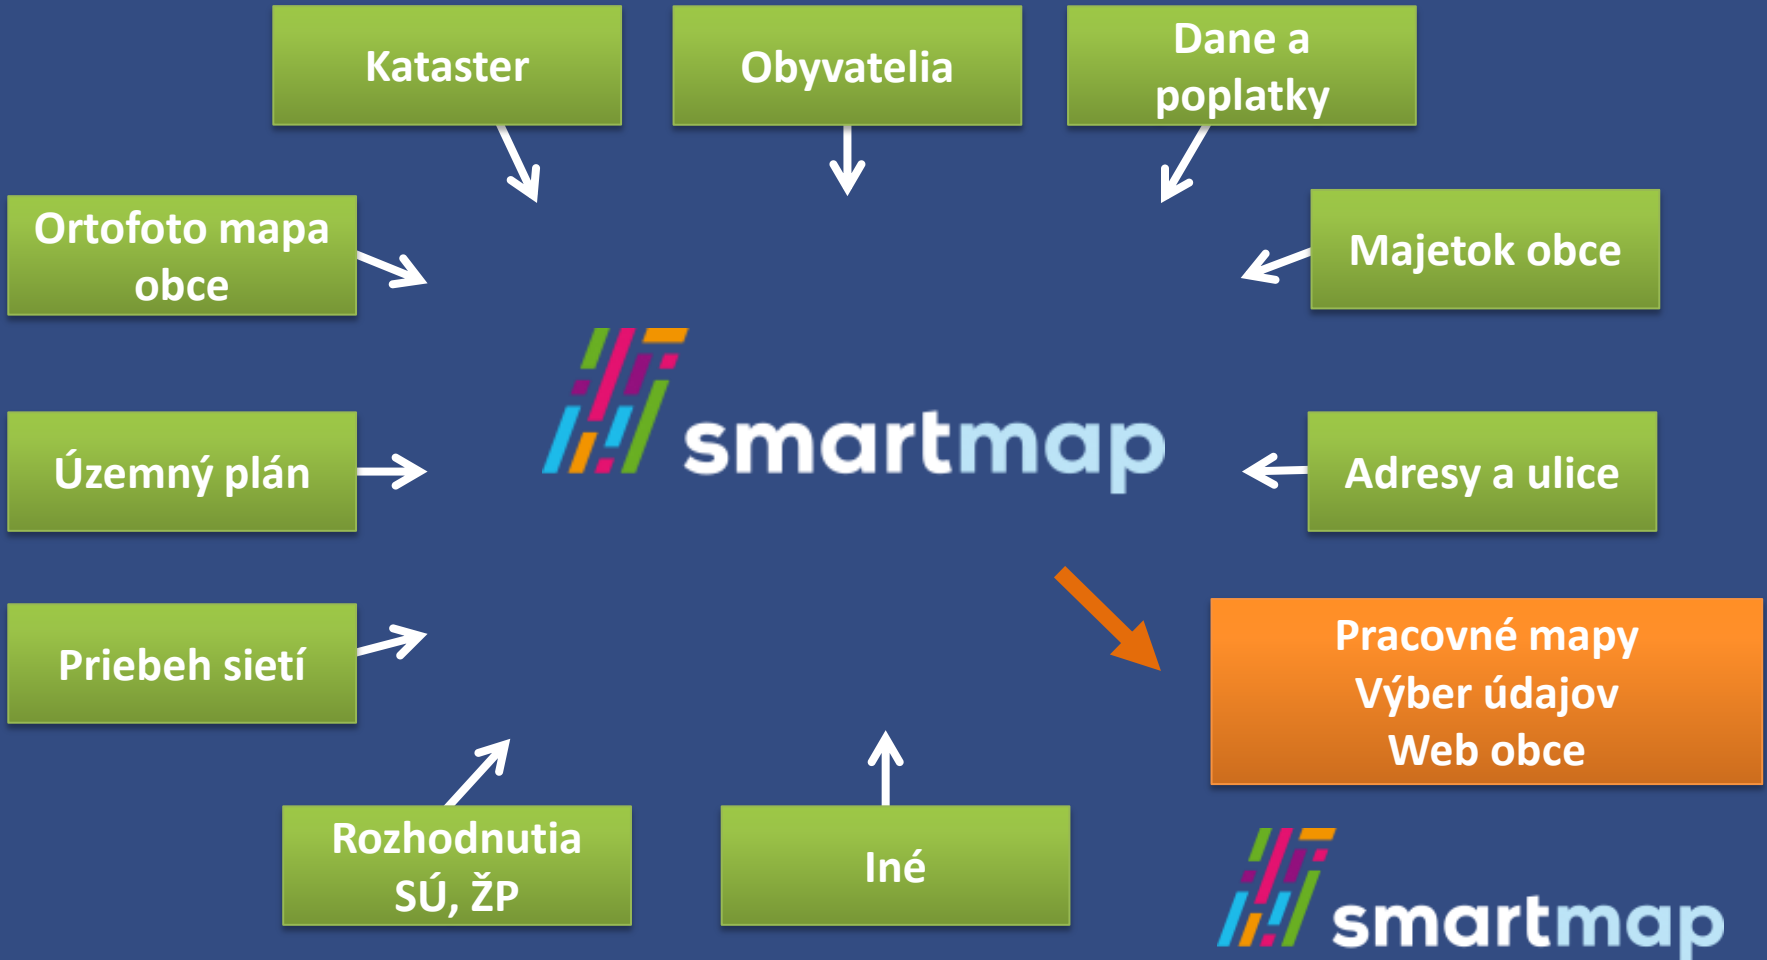 Kataster
Obyvatelia
Dane a
poplatky
Ortofoto mapa
obce
Majetok obce
smartmap
Územný plán
Adresy a ulice
Priebeh sietí
Pracovné mapy
Výber údajov
Web obce
Rozhodnutia
SÚ, ŽP
Iné
smartmap